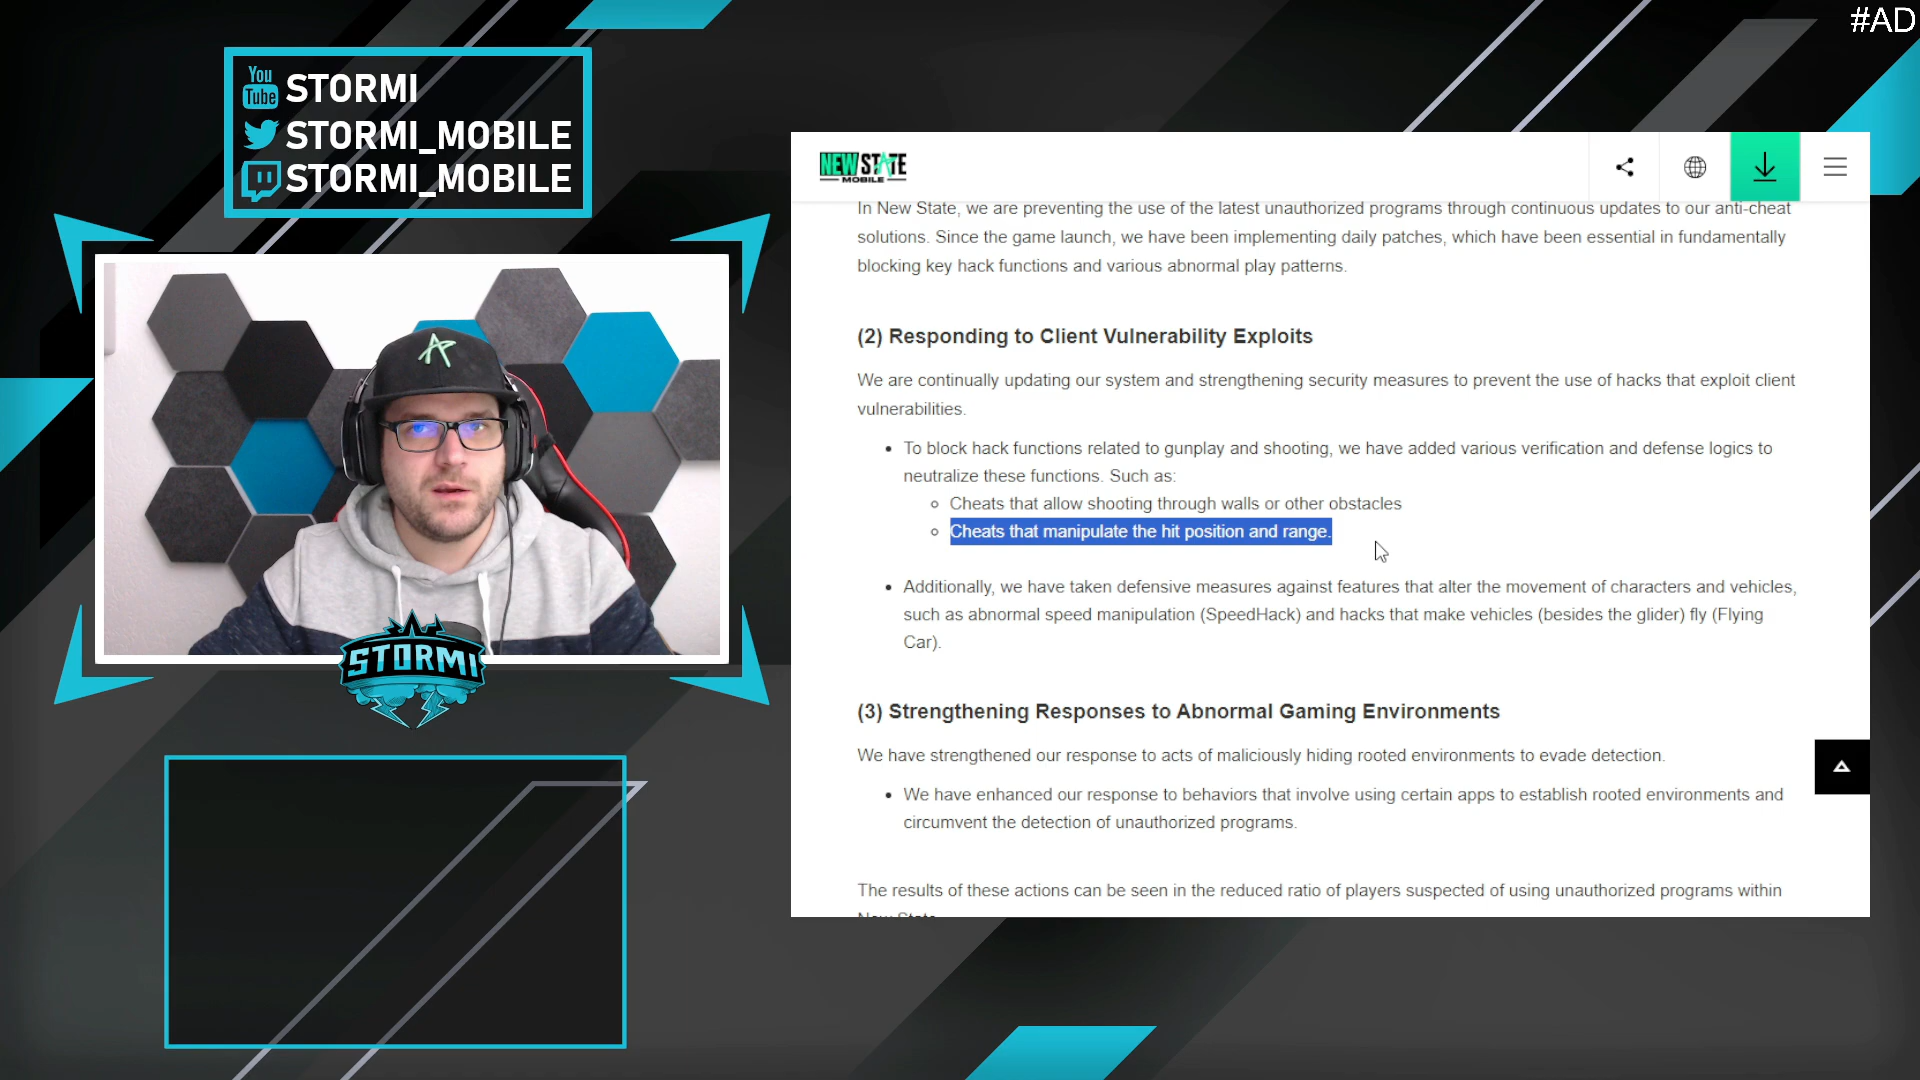 #AD
You
Tube STORMI
STORMI_MOBILE
STORMI_MOBILE
STORMI
NEW STATE
MOBILE
In New State, we are preventing the use of the latest unauthorized programs through continuous updates to our anti-cheat
solutions. Since the game launch, we have been implementing daily patches, which have been essential in fundamentally
blocking key hack functions and various abnormal play patterns.
(2) Responding to Client Vulnerability Exploits
We are continually updating our system and strengthening security measures to prevent the use of hacks that exploit client
vulnerabilities.
To block hack functions related to gunplay and shooting, we have added various verification and defense logics to
neutralize these functions. Such as:
Cheats that allow shooting through walls or other obstacles
Cheats that manipulate the hit position and range.
Additionally, we have taken defensive measures against features that alter the movement of characters and vehicles,
such as abnormal speed manipulation (SpeedHack) and hacks that make vehicles (besides the glider) fly (Flying
Car).
(3) Strengthening Responses to Abnormal Gaming Environments
We have strengthened our response to acts of maliciously hiding rooted environments to evade detection.
We have enhanced our response to behaviors that involve using certain apps to establish rooted environments and
circumvent the detection of unauthorized programs.
The results of these actions can be seen in the reduced ratio of players suspected of using unauthorized programs within
New State